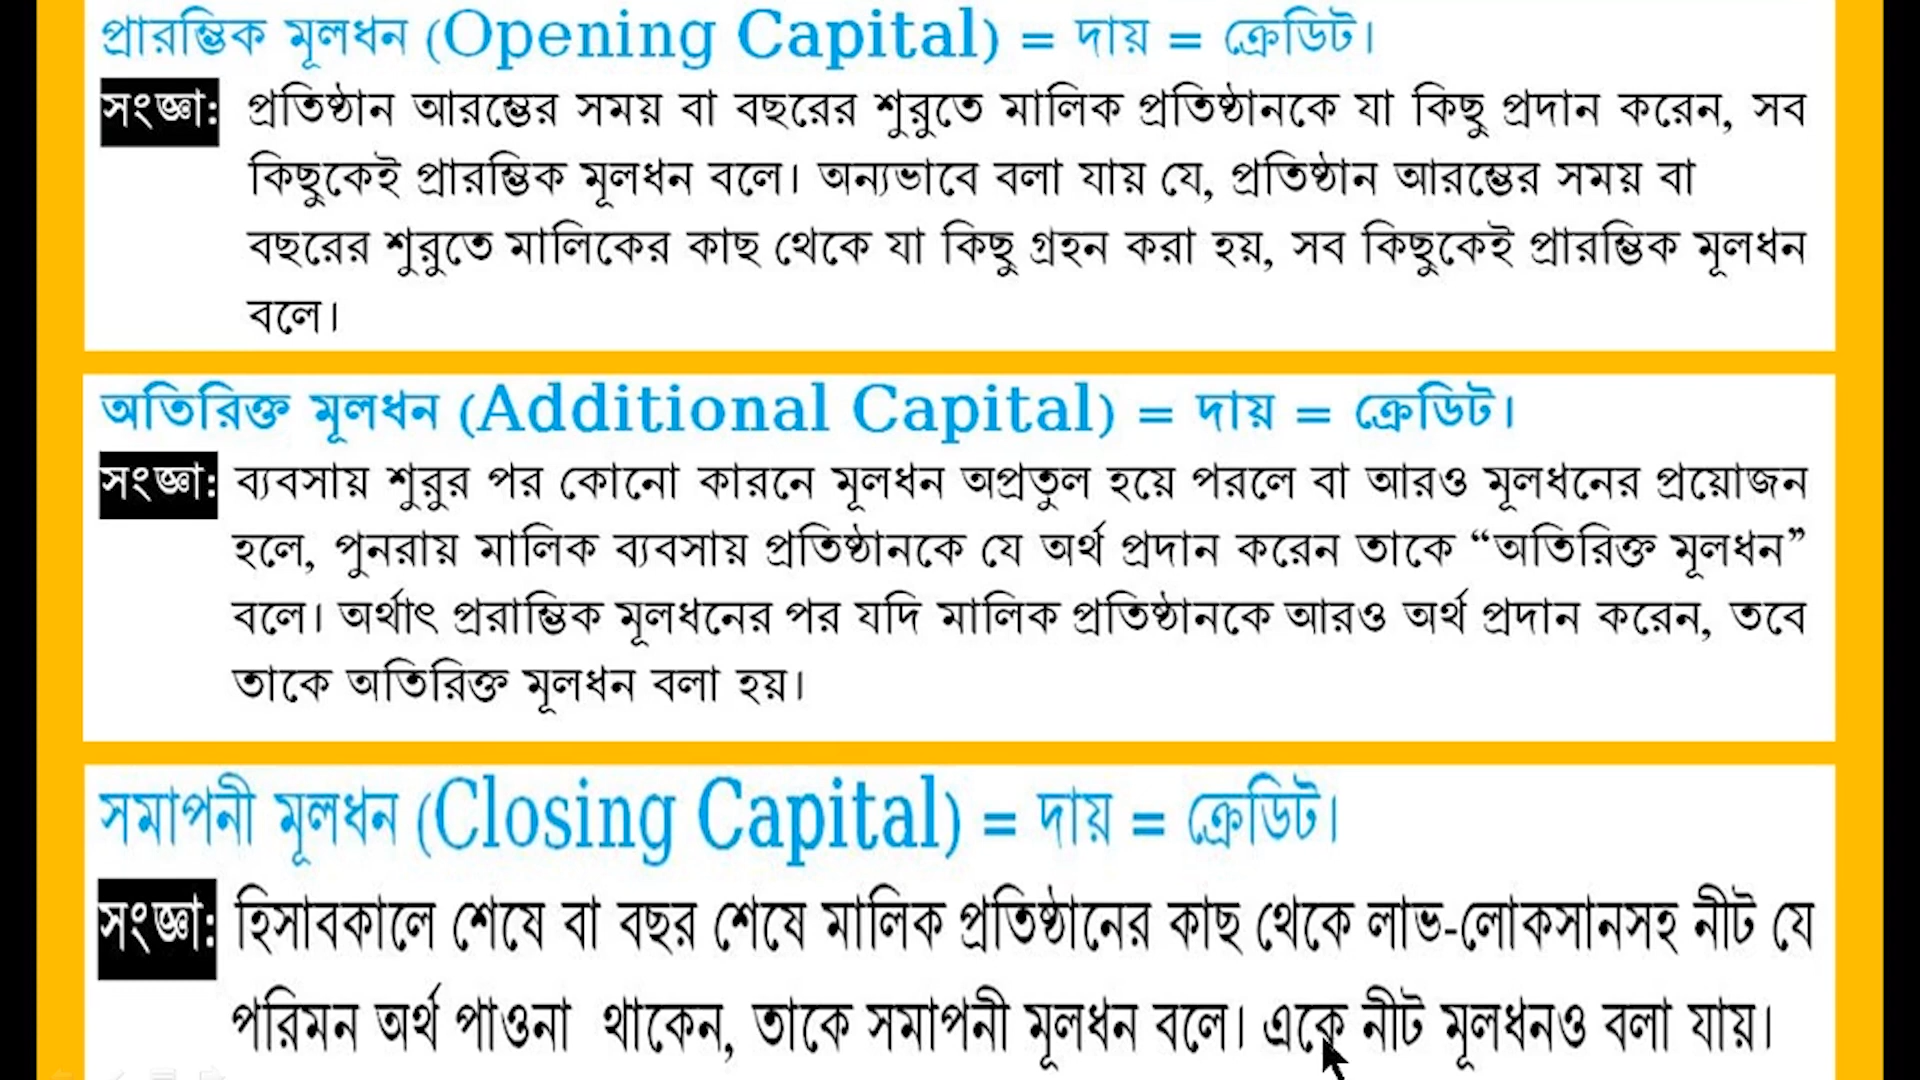 প্রারম্ভিক মূলধন (Opening Capital) = দায় = ক্রেডিট।
সংজ্ঞা: প্রতিষ্ঠান আরম্ভের সময় বা বছরের শুরুতে মালিক প্রতিষ্ঠানকে যা কিছু প্রদান করেন, সব
কিছুকেই প্রারম্ভিক মূলধন বলে। অন্যভাবে বলা যায় যে, প্রতিষ্ঠান আরম্ভের সময় বা
বছরের শুরুতে মালিকের কাছ থেকে যা কিছু গ্রহন করা হয়, সব কিছুকেই প্রারম্ভিক মূলধন
বলে।
অতিরিক্ত মূলধন (Additional Capital) = দায় = ক্রেডিট।
সংজ্ঞা: ব্যবসায় শুরুর পর কোনো কারনে মূলধন অপ্রতুল হয়ে পরলে বা আরও মূলধনের প্রয়োজন
হলে, পুনরায় মালিক ব্যবসায় প্রতিষ্ঠানকে যে অর্থ প্রদান করেন তাকে “অতিরিক্ত মূলধন”
বলে। অর্থাৎ প্ররাম্ভিক মূলধনের পর যদি মালিক প্রতিষ্ঠানকে আরও অর্থ প্রদান করেন, তবে
তাকে অতিরিক্ত মূলধন বলা হয়।
সমাপনী মূলধন (Closing Capital) = দায় = ক্রেডিট।
সংজ্ঞা: হিসাবকালে শেষে বা বছর শেষে মালিক প্রতিষ্ঠানের কাছ থেকে লাভ-লোকসানসহ নীট যে
পরিমন অর্থ পাওনা থাকেন, তাকে সমাপনী মূলধন বলে। একে নীট মূলধনও বলা যায়।